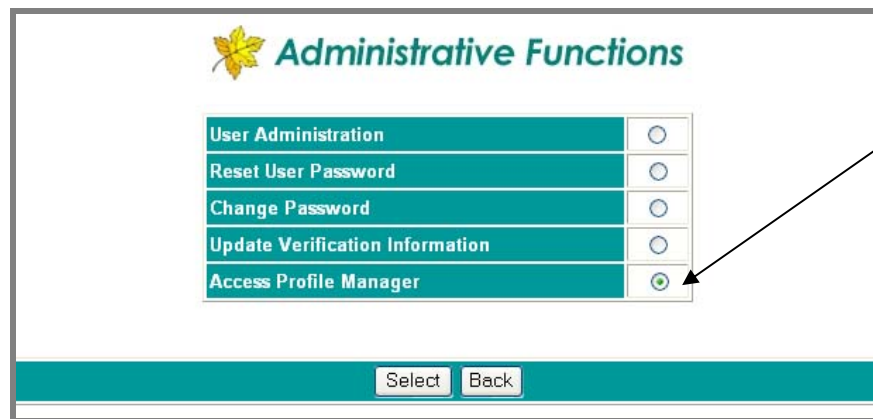 Administrative Functions
User Administration
Reset User Password
Change Password
Update Verification Information
Access Profile Manager
Select Back